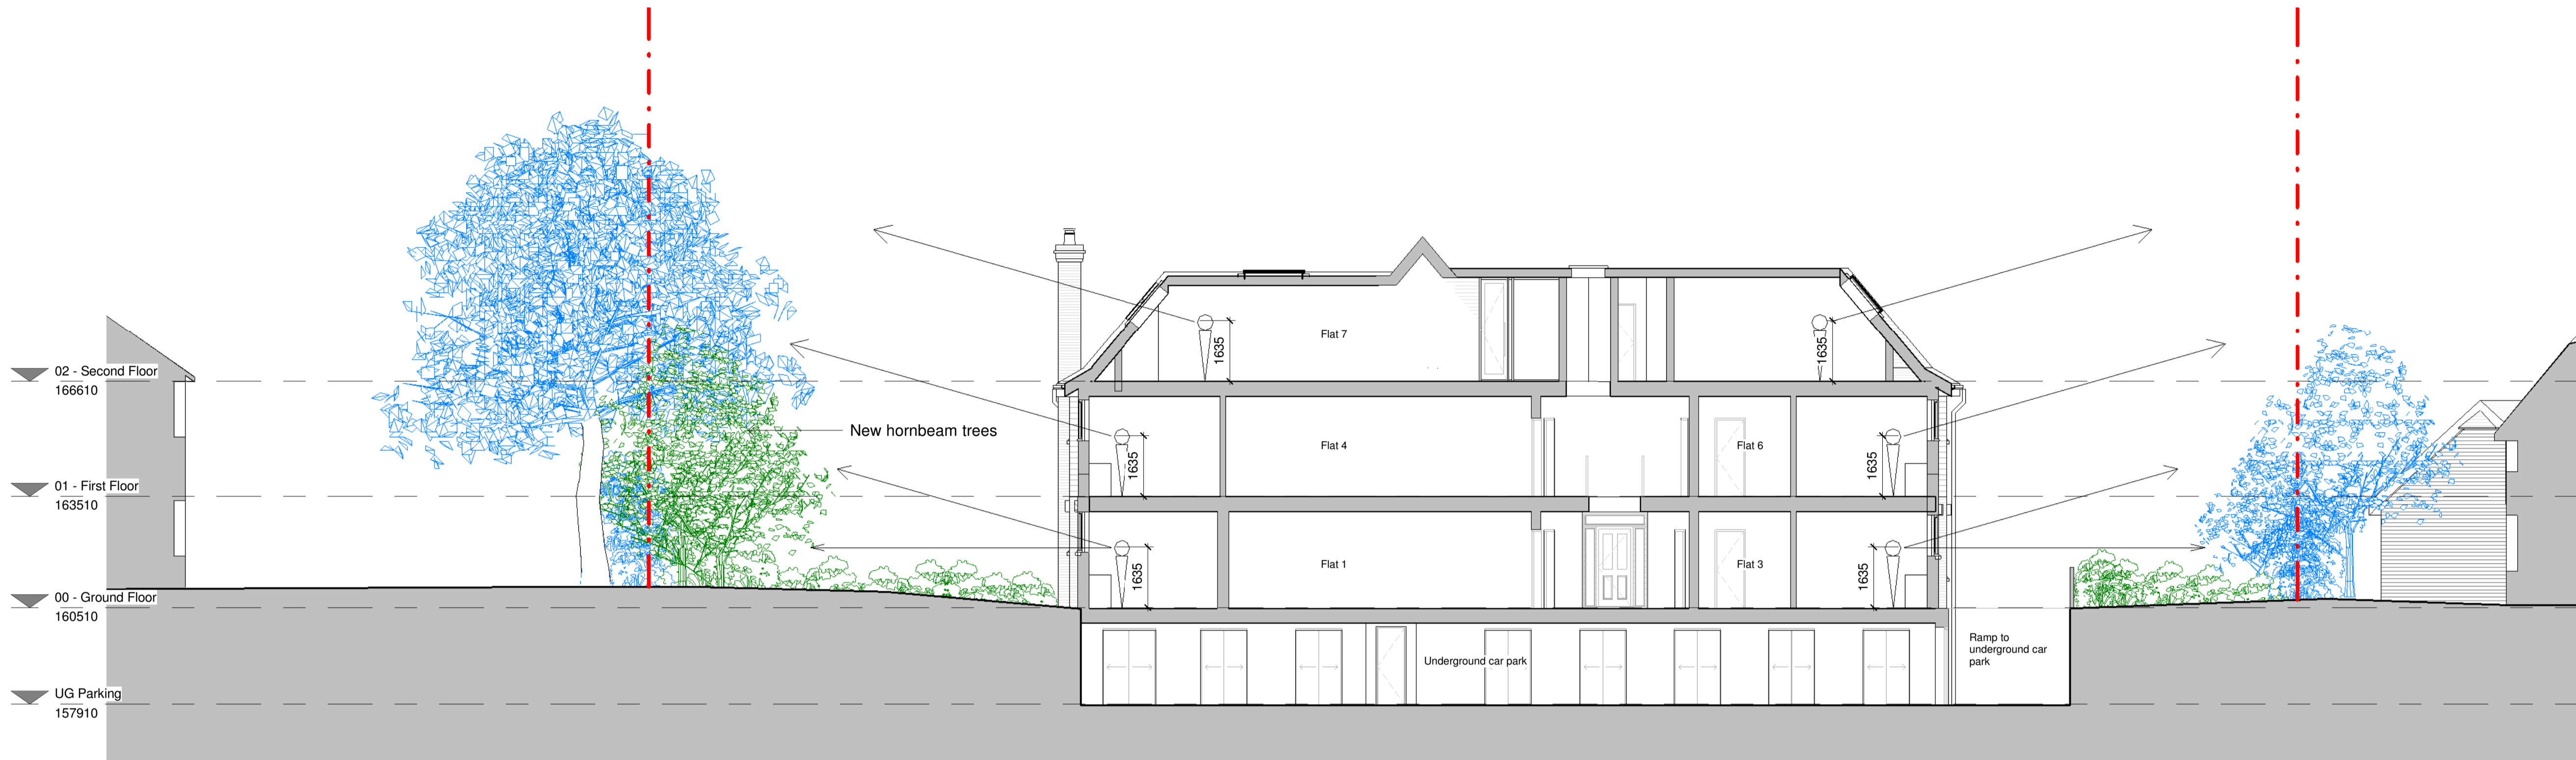 Flat 7
1635
1635
02 - Second Floor
166610
New hornbeam trees
Flat 4
Flat 6
1635
1635
01 - First Floor
163510
Flat 1
Flat 3
1635
1635
00 - Ground Floor
160510
Ramp to
underground car
park
Underground car park
UG Parking
157910